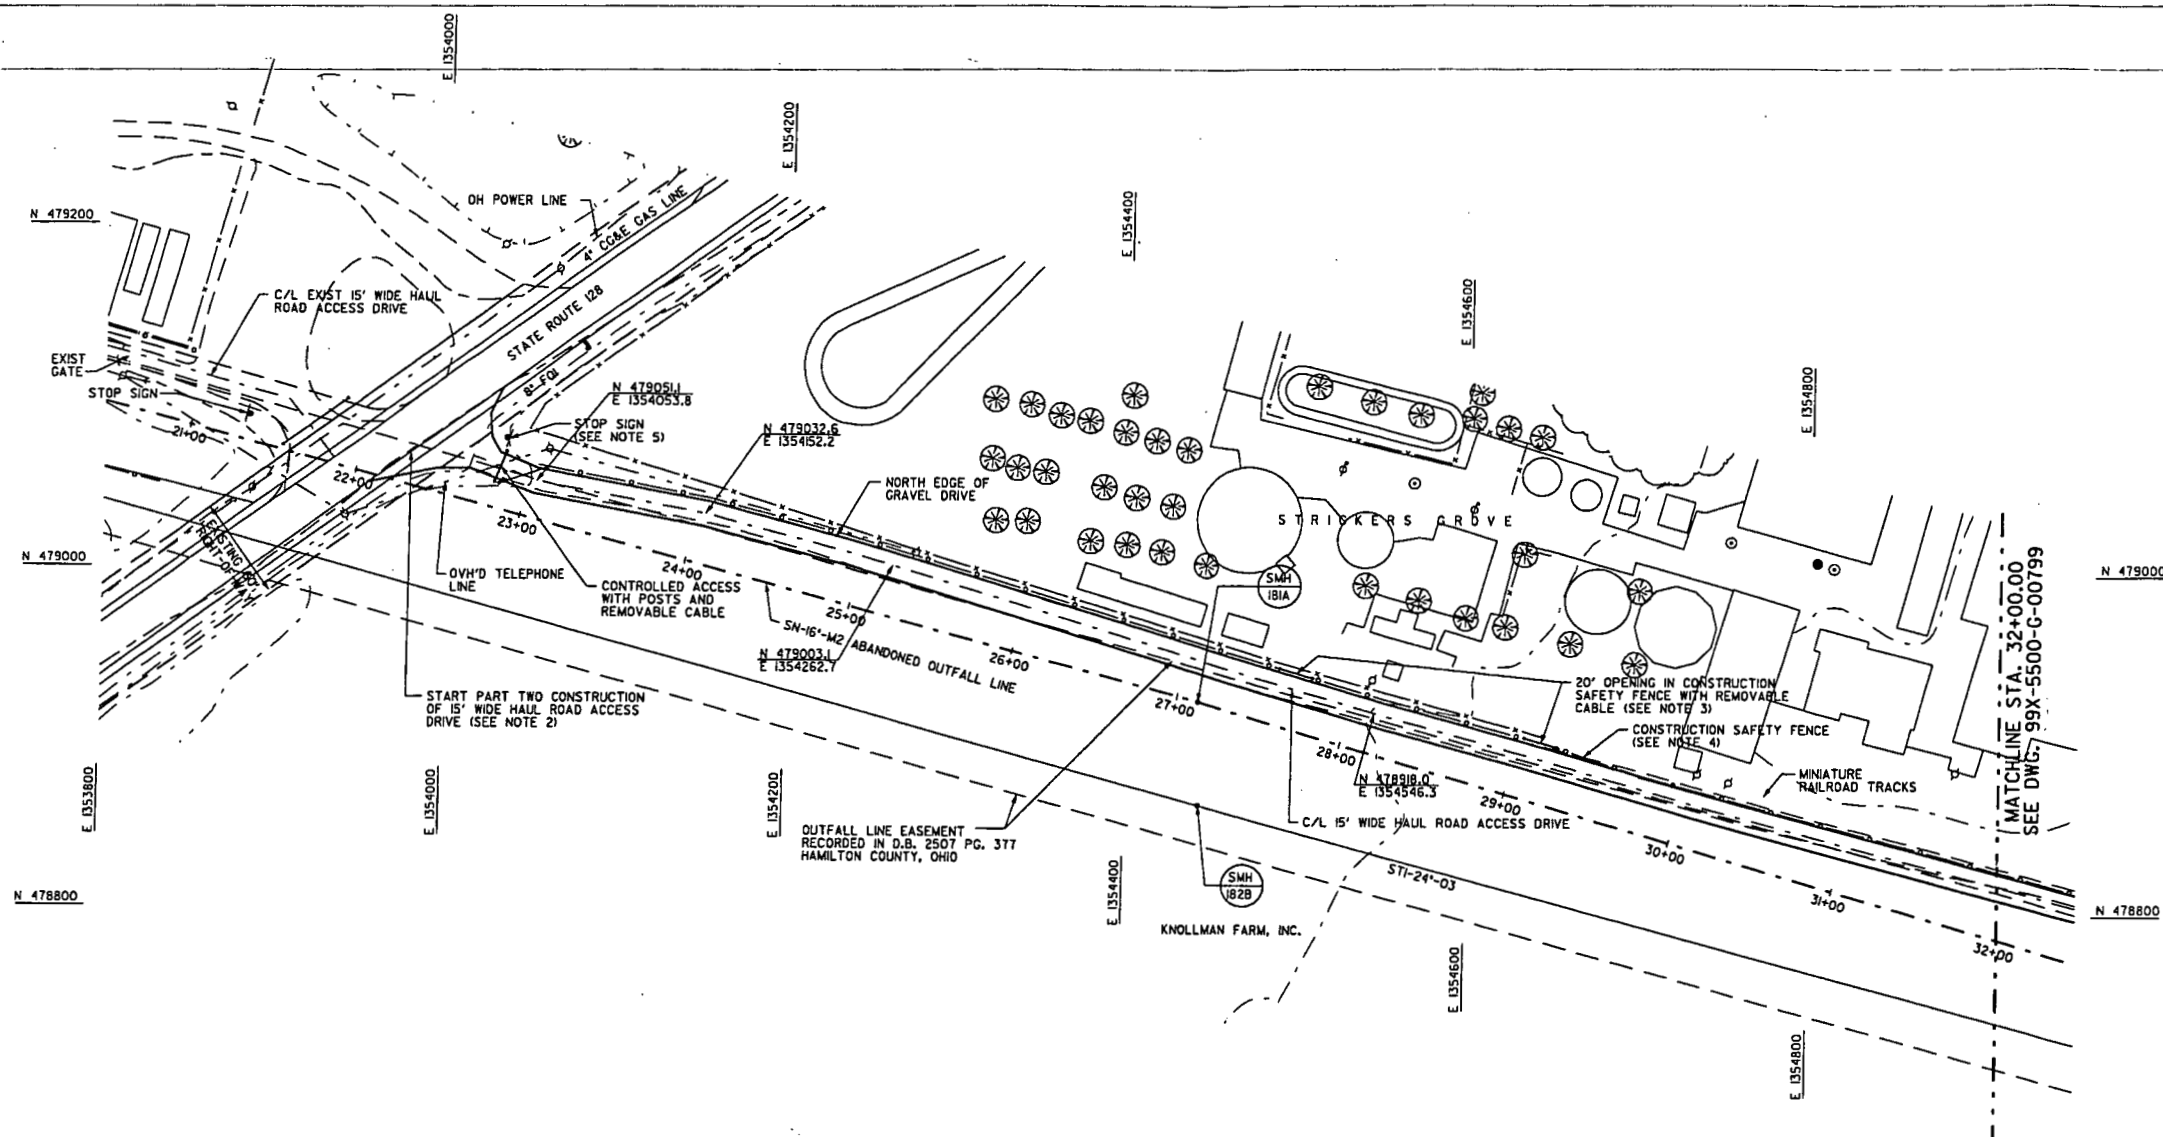 E 1354000
E 1354200
E 1354400
E 1354600
E 1354800
N 479200
OH POWER LINE
4" CG&E GAS LINE
STATE ROUTE 128
C/L EXIST 15' WIDE HAUL
ROAD ACCESS DRIVE
EXIST
GATE
STOP SIGN
21+00
22+00
N 479051.1
E 1354053.8
STOP SIGN
(SEE NOTE 5)
N 479032.6
E 1354152.2
NORTH EDGE OF
GRAVEL DRIVE
STRICKERS GROVE
N 479000
N 479000
EXISTING
RIGHT-OF-WAY
23+00
24+00
25+00
26+00
27+00
28+00
29+00
30+00
31+00
32+00
OVH'D TELEPHONE
LINE
CONTROLLED ACCESS
WITH POSTS AND
REMOVABLE CABLE
SN-16"-M2 ABANDONED OUTFALL LINE
N 479003.1
E 1354262.7
SMH
181A
START PART TWO CONSTRUCTION
OF 15' WIDE HAUL ROAD ACCESS
DRIVE (SEE NOTE 2)
20' OPENING IN CONSTRUCTION
SAFETY FENCE WITH REMOVABLE
CABLE (SEE NOTE 3)
CONSTRUCTION SAFETY FENCE
(SEE NOTE 4)
MINIATURE
RAILROAD TRACKS
N 478918.0
E 1354546.3
C/L 15' WIDE HAUL ROAD ACCESS DRIVE
OUTFALL LINE EASEMENT
RECORDED IN D.B. 2507 PG. 377
HAMILTON COUNTY, OHIO
SMH
182B
STI-24"-03
KNOLLMAN FARM, INC.
MATCHLINE STA. 32+00.00
SEE DWG. 99X-5500-G-00799
N 478800
N 478800
E 1353800
E 1354000
E 1354200
E 1354400
E 1354600
E 1354800